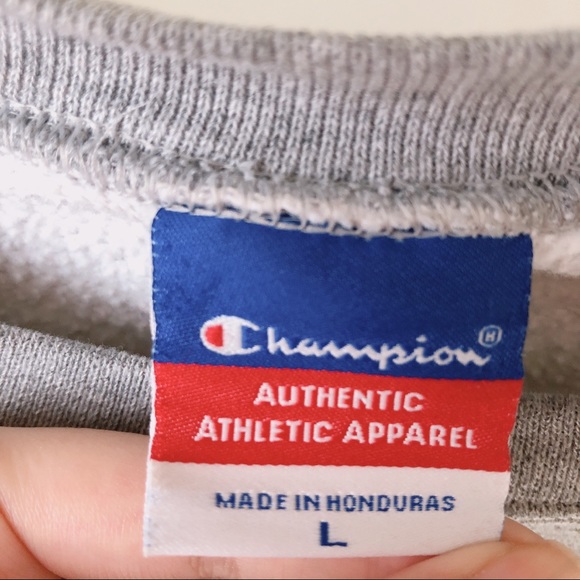 Champion®
AUTHENTIC
ATHLETIC APPAREL
MADE IN HONDURAS
L